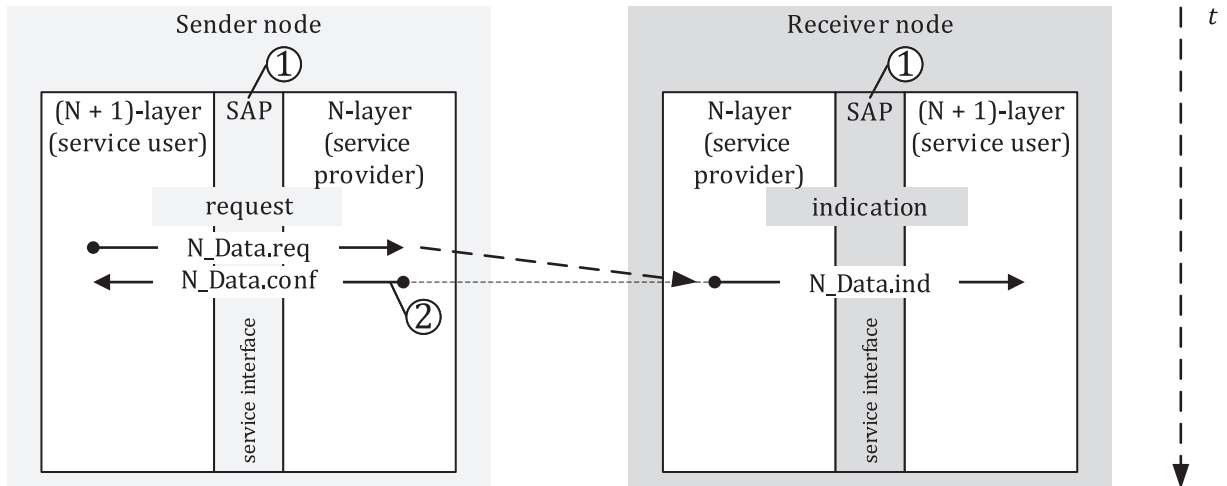 Sender node
Receiver node
t
1
1
(N + 1)-layer
(service user)
SAP
N-layer
(service
provider)
N-layer
(service
provider)
SAP
(N + 1)-layer
(service user)
request
indication
N_Data.req
N_Data.conf
N_Data.ind
2
service interface
service interface